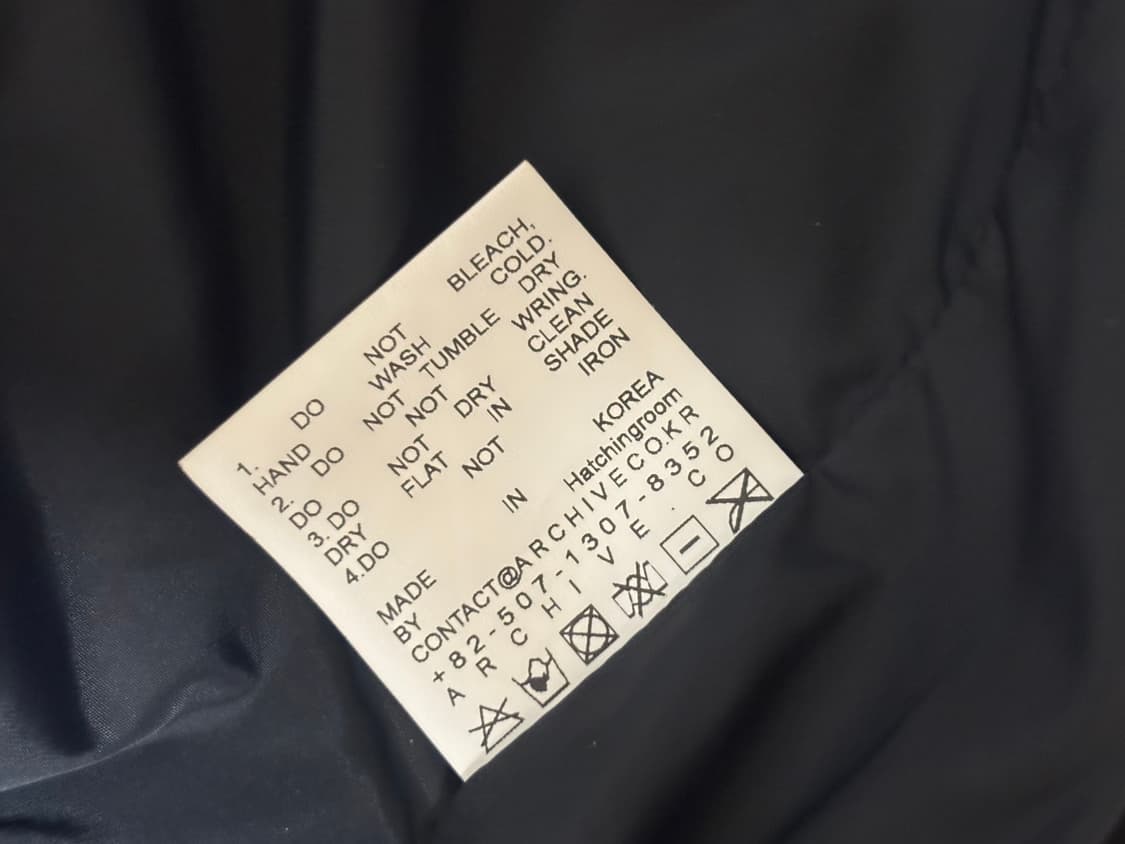 1. DO NOT BLEACH,
HAND WASH COLD.
2. DO NOT TUMBLE DRY
DO NOT WRING.
3. DO NOT DRY CLEAN
DRY FLAT IN SHADE
4.DO NOT IRON
MADE IN KOREA
BY Hatchingroom
CONTACT@ARCHIVECO.KR
+82-507-1307-8352
ARCHIVE.CO